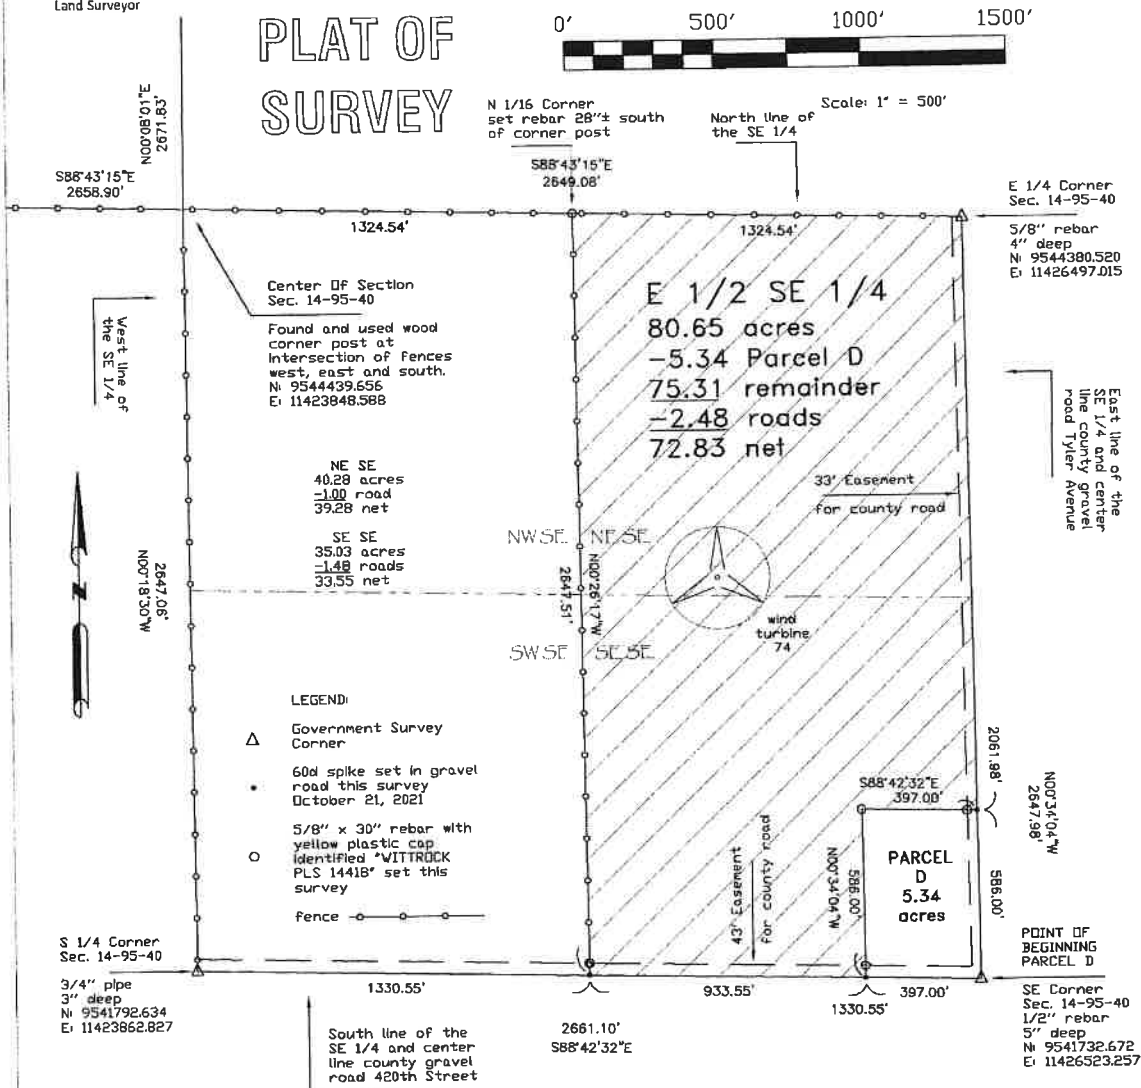 Land Surveyor
PLAT OF
SURVEY
0' 500' 1000' 1500'
Scale: 1" = 500'
N00°08'01"E
2671.83'
N 1/16 Corner
set rebar 28"± south
of corner post
North line of
the SE 1/4
S88°43'15"E
2658.90'
S88°43'15"E
2649.08'
E 1/4 Corner
Sec. 14-95-40
5/8" rebar
4" deep
N: 9544380.520
E: 11426497.015
1324.54'
1324.54'
Center Of Section
Sec. 14-95-40
Found and used wood
corner post at
intersection of fences
west, east and south.
N: 9544439.656
E: 11423848.588
West line of
the SE 1/4
E 1/2 SE 1/4
80.65 acres
-5.34 Parcel D
75.31 remainder
-2.48 roads
72.83 net
East line of the
SE 1/4 and center
line county gravel
road Tyler Avenue
33' Easement
for county road
NE SE
40.28 acres
-1.00 road
39.28 net
SE SE
35.03 acres
-1.48 roads
33.55 net
NW SE NE SE
N
2647.06'
N00°18'30"W
N00°26'17"W
2647.51'
wind
turbine
74
SW SE SE SE
LEGEND:
Government Survey
Corner
60d spike set in gravel
road this survey
October 21, 2021
5/8" x 30" rebar with
yellow plastic cap
identified "WITTROCK
PLS 14418" set this
survey
fence
2061.98'
N00°34'04"W
2647.98'
S88°42'32"E
397.00'
43' Easement
for county road
N00°34'04"W
586.00'
PARCEL
D
5.34
acres
586.00'
POINT OF
BEGINNING
PARCEL D
S 1/4 Corner
Sec. 14-95-40
3/4" pipe
3" deep
N: 9541792.634
E: 11423862.827
1330.55'
933.55'
397.00'
1330.55'
2661.10'
S88°42'32"E
South line of the
SE 1/4 and center
line county gravel
road 420th Street
SE Corner
Sec. 14-95-40
1/2" rebar
5" deep
N: 9541732.672
E: 11426523.257